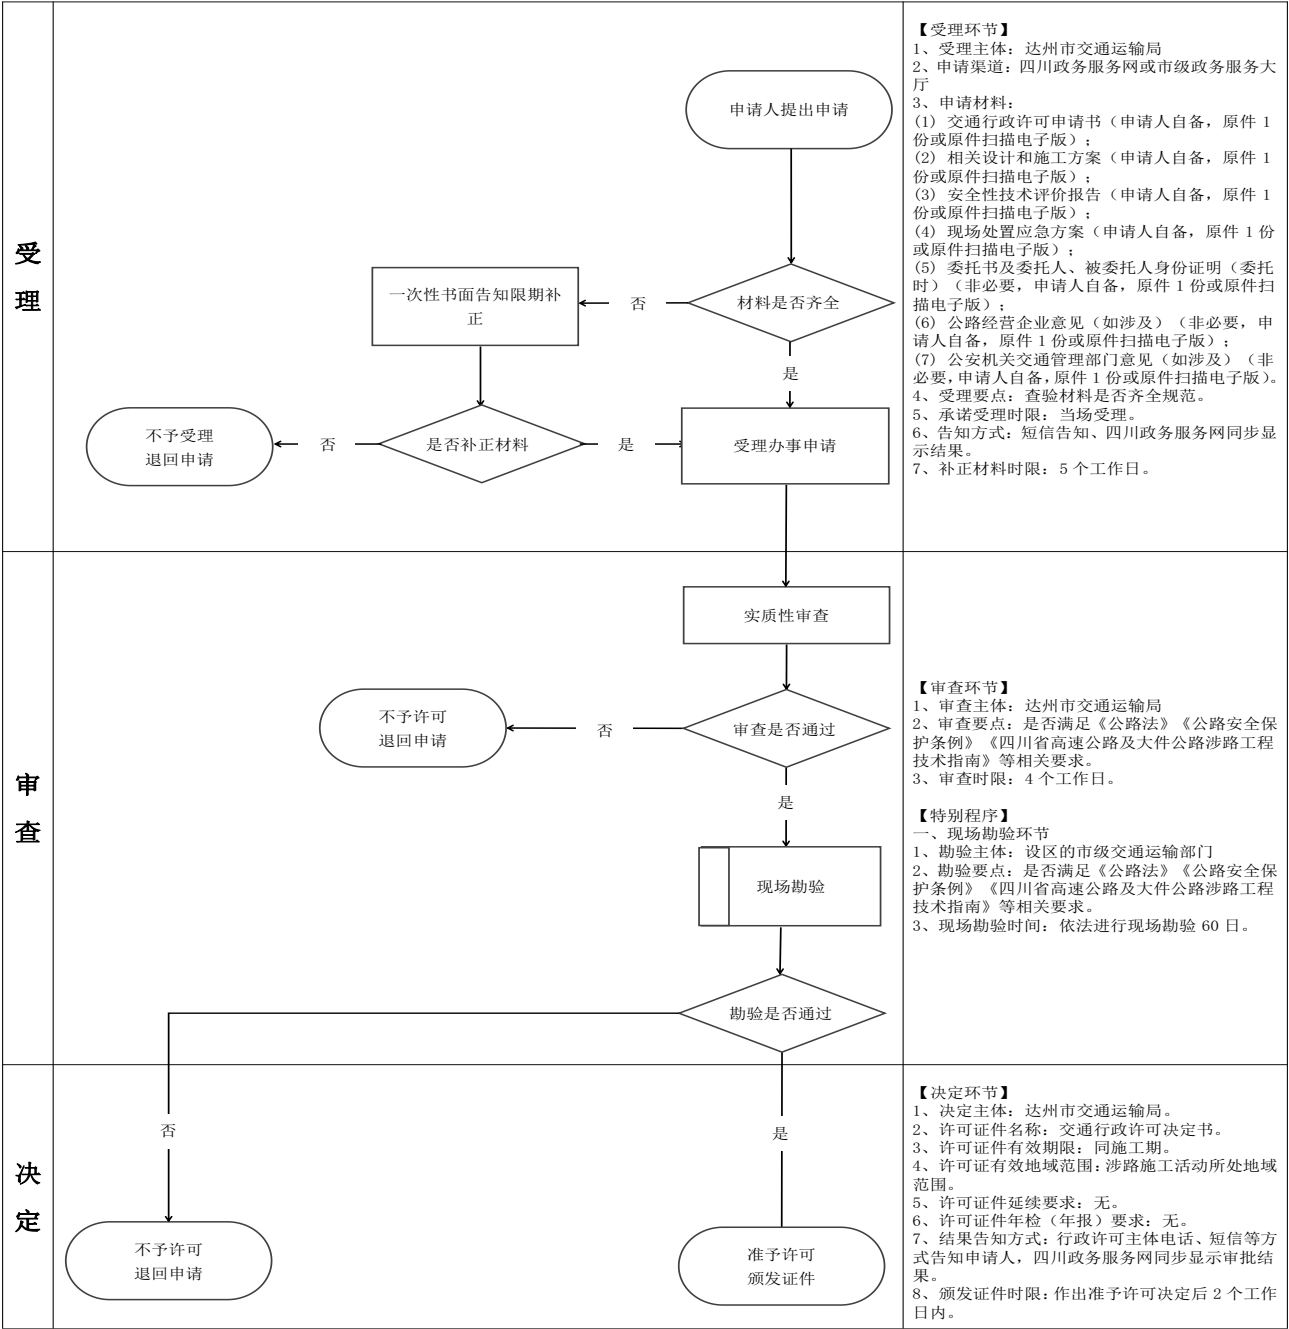 受
理
申请人提出申请
材料是否齐全
否
一次性书面告知限期补
正
是
是否补正材料
否
不予受理
退回申请
是
受理办事申请
【受理环节】
1、受理主体：达州市交通运输局
2、申请渠道：四川政务服务网或市级政务服务大
厅
3、申请材料：
(1) 交通行政许可申请书（申请人自备，原件 1
份或原件扫描电子版）；
(2) 相关设计和施工方案（申请人自备，原件 1
份或原件扫描电子版）；
(3) 安全性技术评价报告（申请人自备，原件 1
份或原件扫描电子版）；
(4) 现场处置应急方案（申请人自备，原件 1 份
或原件扫描电子版）；
(5) 委托书及委托人、被委托人身份证明（委托
时）（非必要，申请人自备，原件 1 份或原件扫
描电子版）；
(6) 公路经营企业意见（如涉及）（非必要，申
请人自备，原件 1 份或原件扫描电子版）；
(7) 公安机关交通管理部门意见（如涉及）（非
必要，申请人自备，原件 1 份或原件扫描电子版）。
4、受理要点：查验材料是否齐全规范。
5、承诺受理时限：当场受理。
6、告知方式：短信告知、四川政务服务网同步显
示结果。
7、补正材料时限：5 个工作日。
审
查
实质性审查
审查是否通过
否
不予许可
退回申请
是
现场勘验
勘验是否通过
【审查环节】
1、审查主体：达州市交通运输局
2、审查要点：是否满足《公路法》《公路安全保
护条例》《四川省高速公路及大件公路涉路工程
技术指南》等相关要求。
3、审查时限：4 个工作日。
【特别程序】
一、现场勘验环节
1、勘验主体：设区的市级交通运输部门
2、勘验要点：是否满足《公路法》《公路安全保
护条例》《四川省高速公路及大件公路涉路工程
技术指南》等相关要求。
3、现场勘验时间：依法进行现场勘验 60 日。
决
定
否
是
不予许可
退回申请
准予许可
颁发证件
【决定环节】
1、决定主体：达州市交通运输局。
2、许可证件名称：交通行政许可决定书。
3、许可证件有效期限：同施工期。
4、许可证有效地域范围：涉路施工活动所处地域
范围。
5、许可证件延续要求：无。
6、许可证件年检（年报）要求：无。
7、结果告知方式：行政许可主体电话、短信等方
式告知申请人，四川政务服务网同步显示审批结
果。
8、颁发证件时限：作出准予许可决定后 2 个工作
日内。